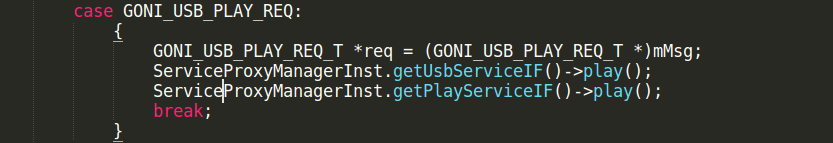 case GONI_USB_PLAY_REQ:
{
GONI_USB_PLAY_REQ_T *req = (GONI_USB_PLAY_REQ_T *)mMsg;
ServiceProxyManagerInst.getUsbServiceIF()->play();
ServiceProxyManagerInst.getPlayServiceIF()->play();
break;
}